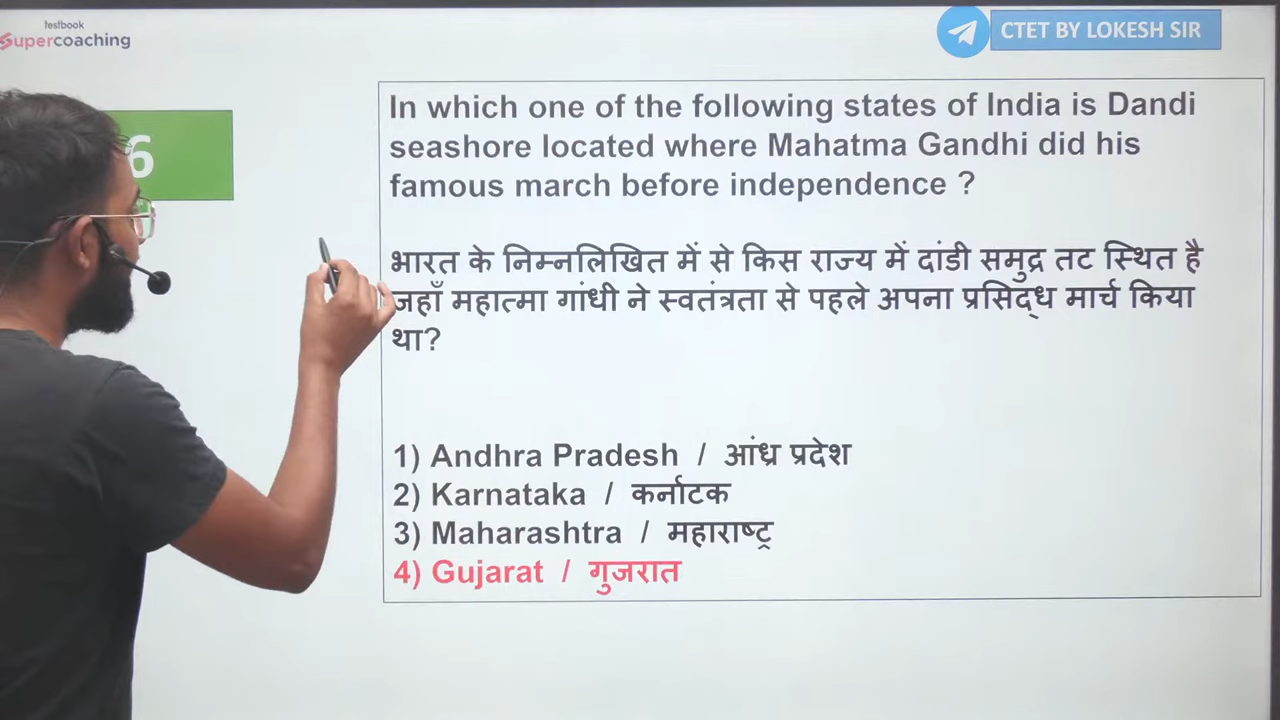 testbook
Supercoaching
CTET BY LOKESH SIR
6
In which one of the following states of India is Dandi
seashore located where Mahatma Gandhi did his
famous march before independence ?
भारत के निम्नलिखित में से किस राज्य में दांडी समुद्र तट स्थित है
जहाँ महात्मा गांधी ने स्वतंत्रता से पहले अपना प्रसिद्ध मार्च किया
था?
1) Andhra Pradesh / आंध्र प्रदेश
2) Karnataka / कर्नाटक
3) Maharashtra / महाराष्ट्र
4) Gujarat / गुजरात